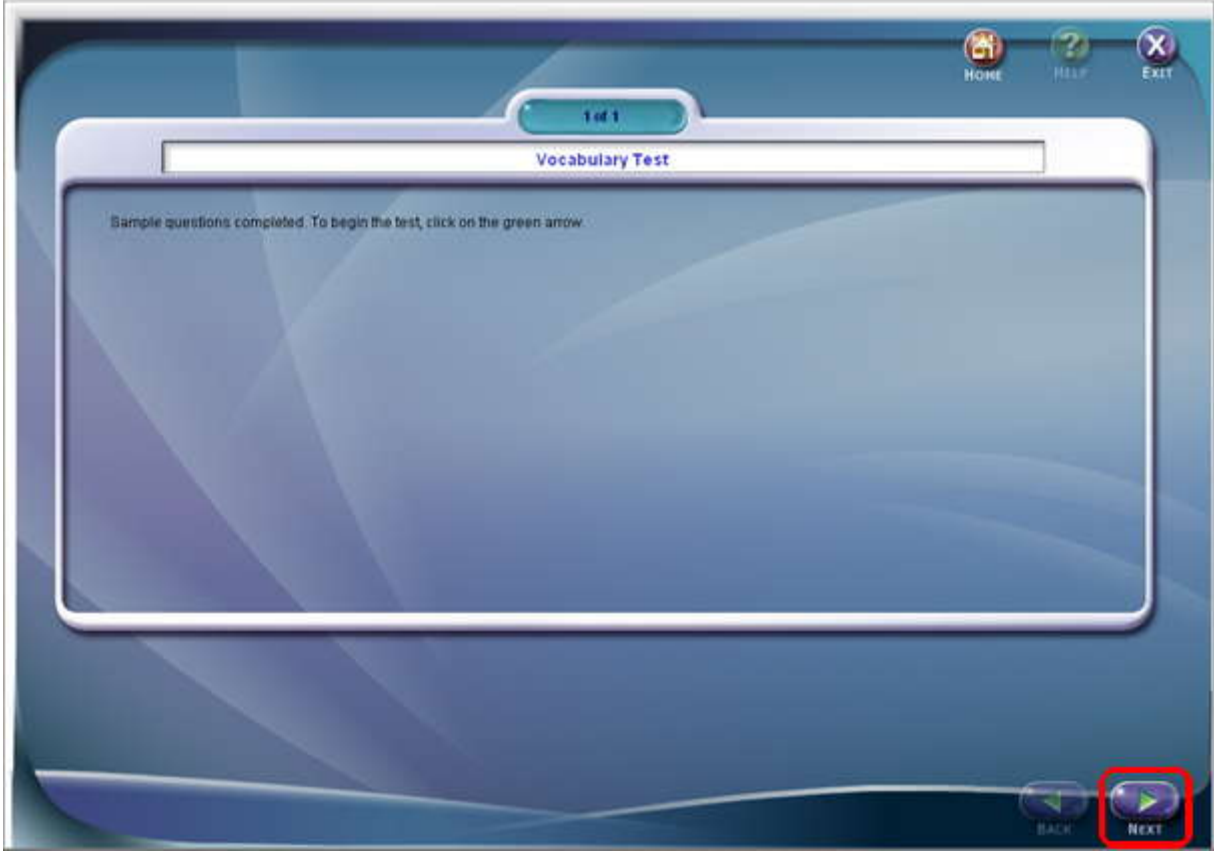 HOME
HELP
EXIT
1 of 1
Vocabulary Test
Sample questions completed. To begin the test, click on the green arrow.
BACK
NEXT